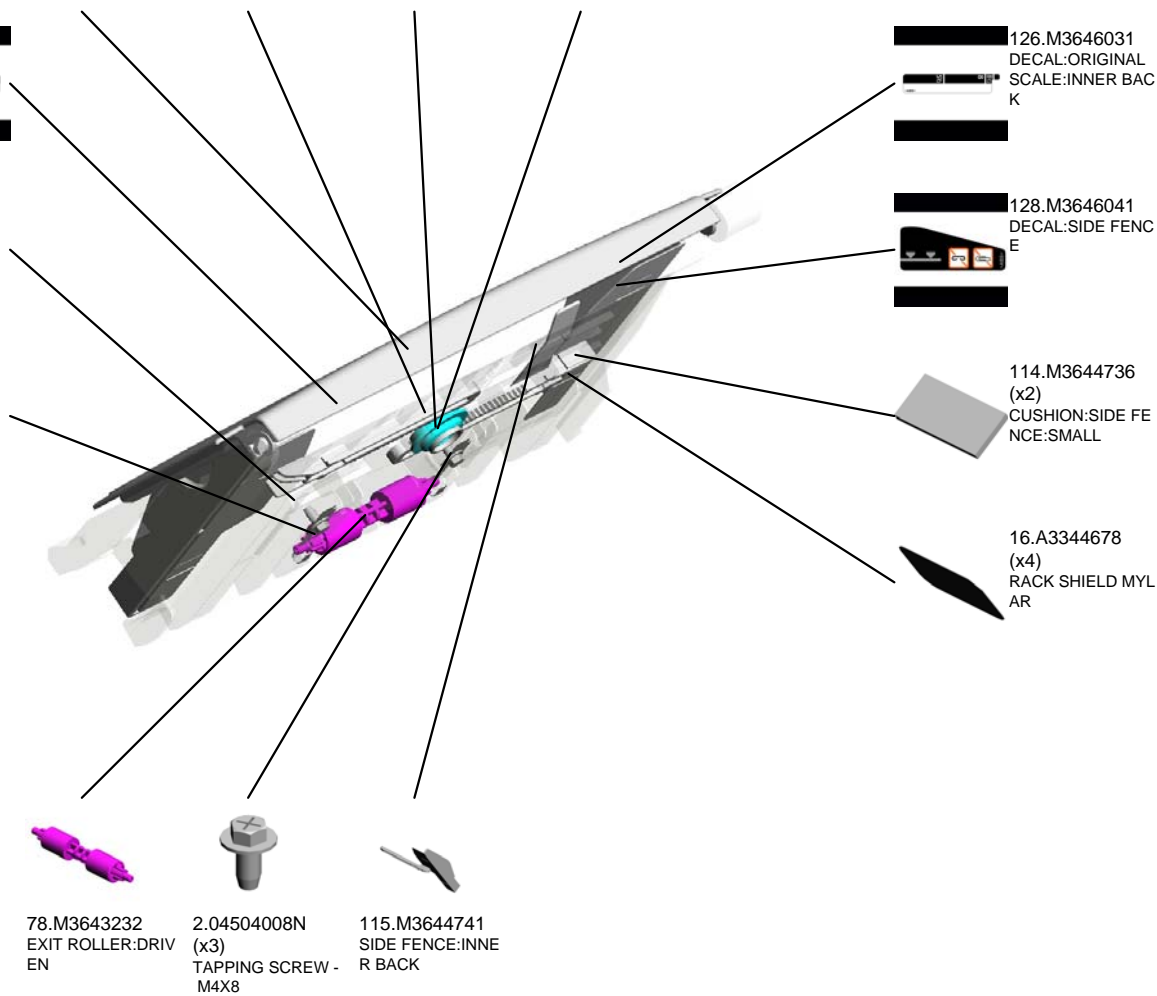 126.M3646031
DECAL:ORIGINAL
SCALE:INNER BAC
K
128.M3646041
DECAL:SIDE FENC
E
114.M3644736
(x2)
CUSHION:SIDE FE
NCE:SMALL
16.A3344678
(x4)
RACK SHIELD MYL
AR
78.M3643232
EXIT ROLLER:DRIV
EN
2.04504008N
(x3)
TAPPING SCREW -
M4X8
115.M3644741
SIDE FENCE:INNE
R BACK